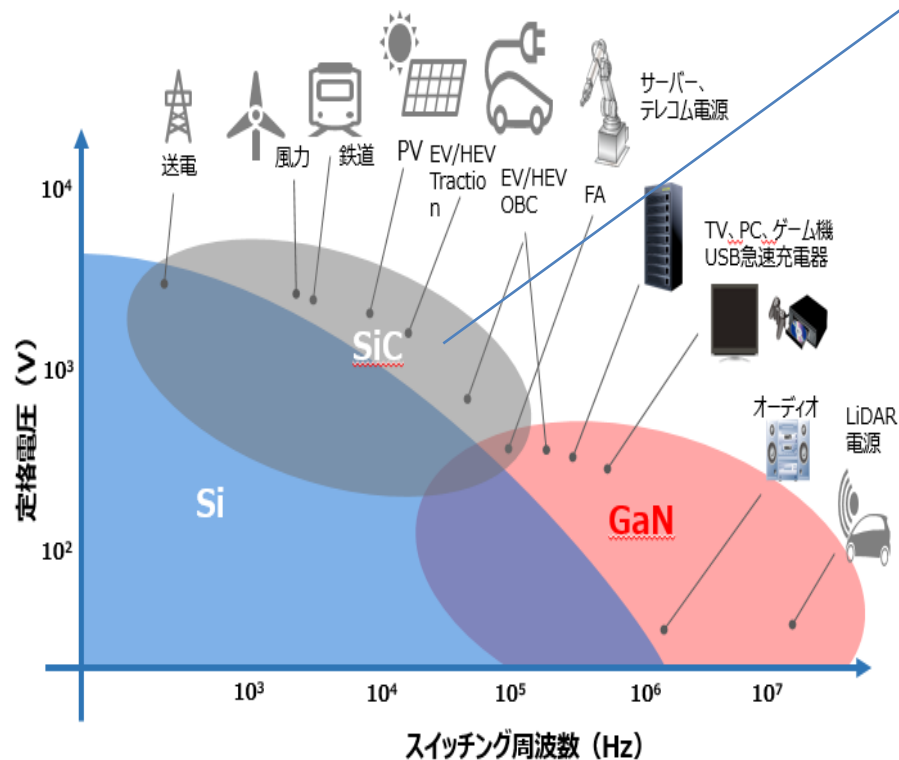 サーバー、
テレコム電源
送電
風力
鉄道
PV
EV/HEV
Tractio
n
EV/HEV
OBC
FA
TV、PC、ゲーム機
USB急速充電器
オーディオ
LiDAR
電源
SiC
Si
GaN
定格電圧（V）
10⁴
10³
10²
10³
10⁴
10⁵
10⁶
10⁷
スイッチング周波数（Hz）